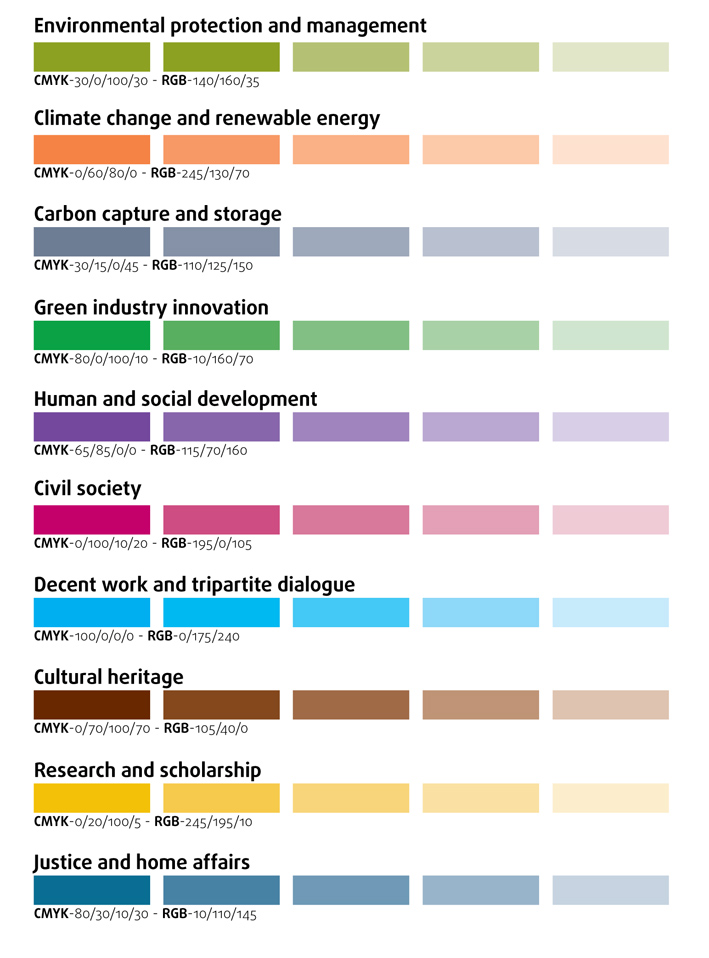 Environmental protection and management
CMYK-30/0/100/30 - RGB-140/160/35
Climate change and renewable energy
CMYK-0/60/80/0 - RGB-245/130/70
Carbon capture and storage
CMYK-30/15/0/45 - RGB-110/125/150
Green industry innovation
CMYK-80/0/100/10 - RGB-10/160/70
Human and social development
CMYK-65/85/0/0 - RGB-115/70/160
Civil society
CMYK-0/100/10/20 - RGB-195/0/105
Decent work and tripartite dialogue
CMYK-100/0/0/0 - RGB-0/175/240
Cultural heritage
CMYK-0/70/100/70 - RGB-105/40/0
Research and scholarship
CMYK-0/20/100/5 - RGB-245/195/10
Justice and home affairs
CMYK-80/30/10/30 - RGB-10/110/145